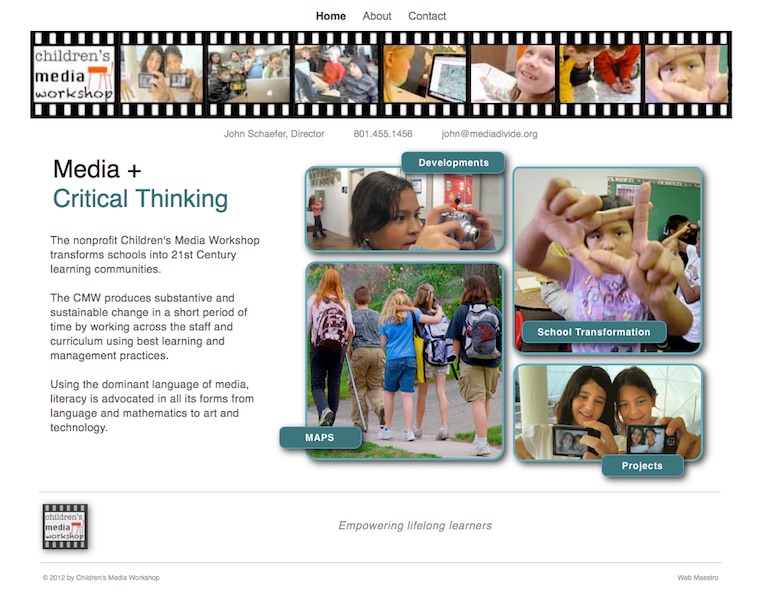 Home About Contact
children's
media
workshop
John Schaefer, Director 801.455.1456 john@mediadivide.org
Media +
Critical Thinking
The nonprofit Children's Media Workshop
transforms schools into 21st Century
learning communities.
The CMW produces substantive and
sustainable change in a short period of
time by working across the staff and
curriculum using best learning and
management practices.
Using the dominant language of media,
literacy is advocated in all its forms from
language and mathematics to art and
technology.
Developments
School Transformation
MAPS
Projects
children's
media
workshop
Empowering lifelong learners
© 2012 by Children's Media Workshop
Web Maestro